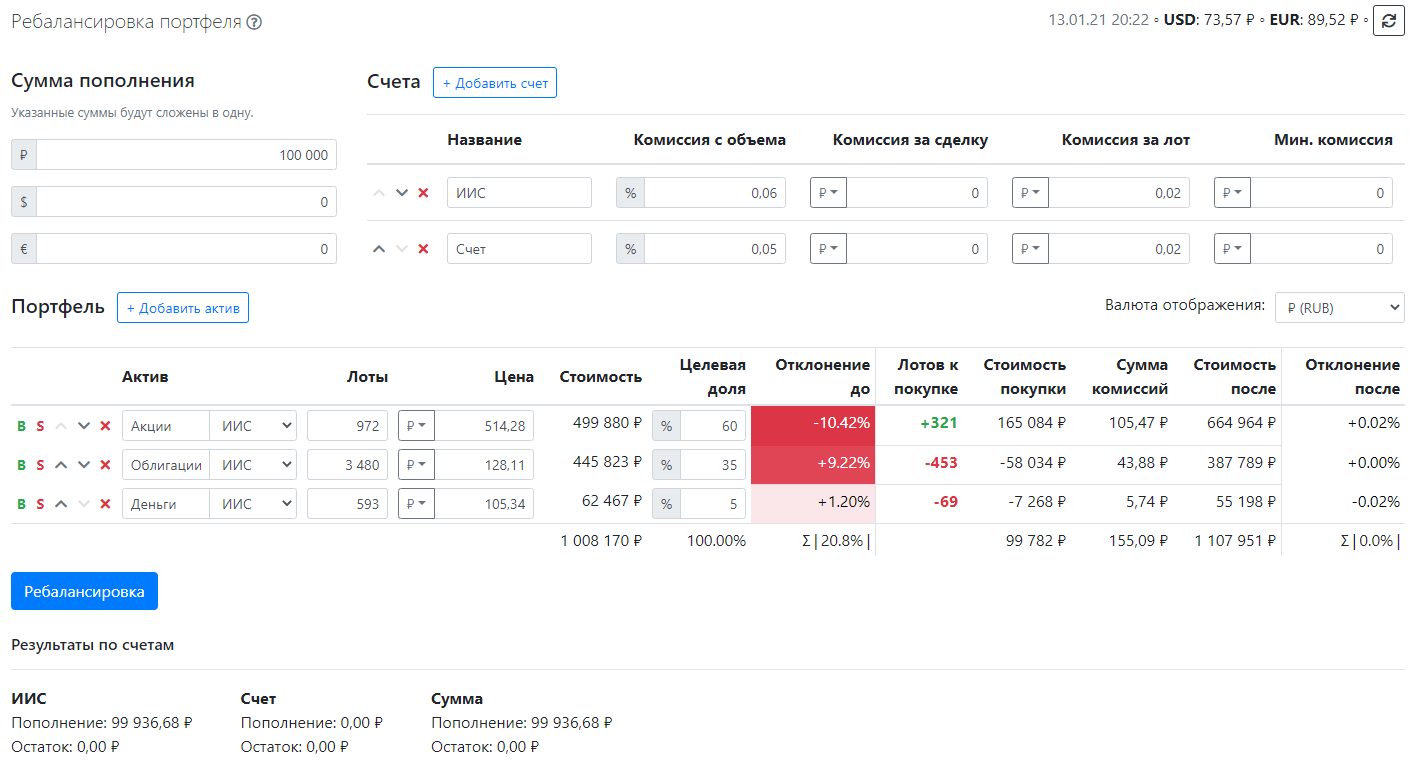 Ребалансировка портфеля ?
13.01.21 20:22 ◦ USD: 73,57 ₽ ◦ EUR: 89,52 ₽ ◦
Сумма пополнения
Указанные суммы будут сложены в одну.
₽ 100 000
$ 0
€ 0
Счета + Добавить счет
Название Комиссия с объема Комиссия за сделку Комиссия за лот Мин. комиссия
ИИС % 0,06 ₽ 0 ₽ 0,02 ₽ 0
Счет % 0,05 ₽ 0 ₽ 0,02 ₽ 0
Портфель + Добавить актив
Валюта отображения: ₽ (RUB)
Актив Лоты Цена Стоимость Целевая доля Отклонение до Лотов к покупке Стоимость покупки Сумма комиссий Стоимость после Отклонение после
B S Акции ИИС 972 ₽ 514,28 499 880 ₽ % 60 -10.42% +321 165 084 ₽ 105,47 ₽ 664 964 ₽ +0.02%
B S Облигации ИИС 3 480 ₽ 128,11 445 823 ₽ % 35 +9.22% -453 -58 034 ₽ 43,88 ₽ 387 789 ₽ +0.00%
B S Деньги ИИС 593 ₽ 105,34 62 467 ₽ % 5 +1.20% -69 -7 268 ₽ 5,74 ₽ 55 198 ₽ -0.02%
1 008 170 ₽ 100.00% Σ | 20.8% | 99 782 ₽ 155,09 ₽ 1 107 951 ₽ Σ | 0.0% |
Ребалансировка
Результаты по счетам
ИИС Счет Сумма
Пополнение: 99 936,68 ₽ Пополнение: 0,00 ₽ Пополнение: 99 936,68 ₽
Остаток: 0,00 ₽ Остаток: 0,00 ₽ Остаток: 0,00 ₽